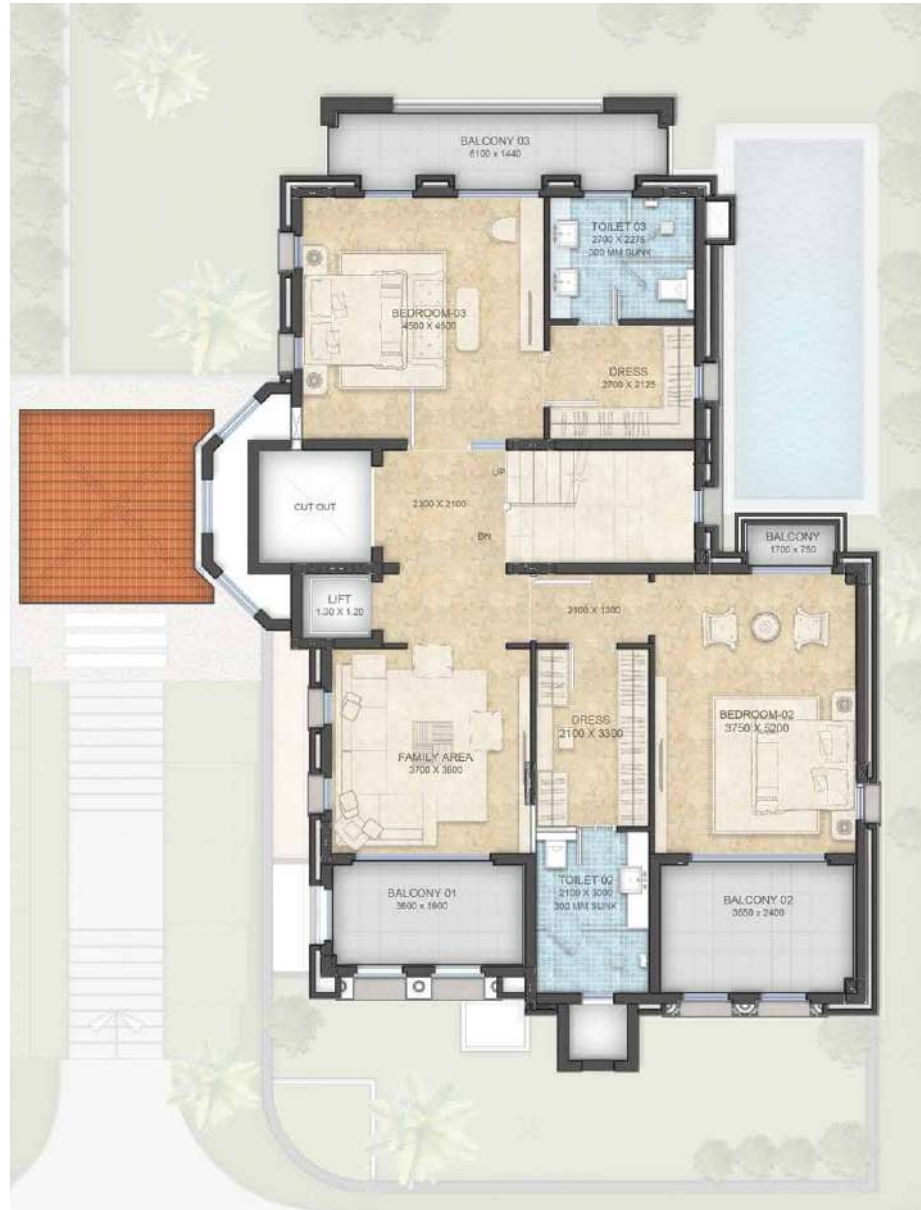 BALCONY 03
6100 x 1440
TOILET 03
2700 X 2275
300 MM SUNK
BEDROOM-03
4500 X 4500
DRESS
2700 X 2125
UP
CUT OUT
2300 X 2100
DN
BALCONY
1700 x 750
LIFT
1.30 X 1.20
2100 X 1300
BEDROOM-02
3750 X 5200
DRESS
2100 X 3300
FAMILY AREA
3700 X 3800
TOILET 02
2100 X 3000
300 MM SUNK
BALCONY 01
3600 x 1900
BALCONY 02
3550 x 2400